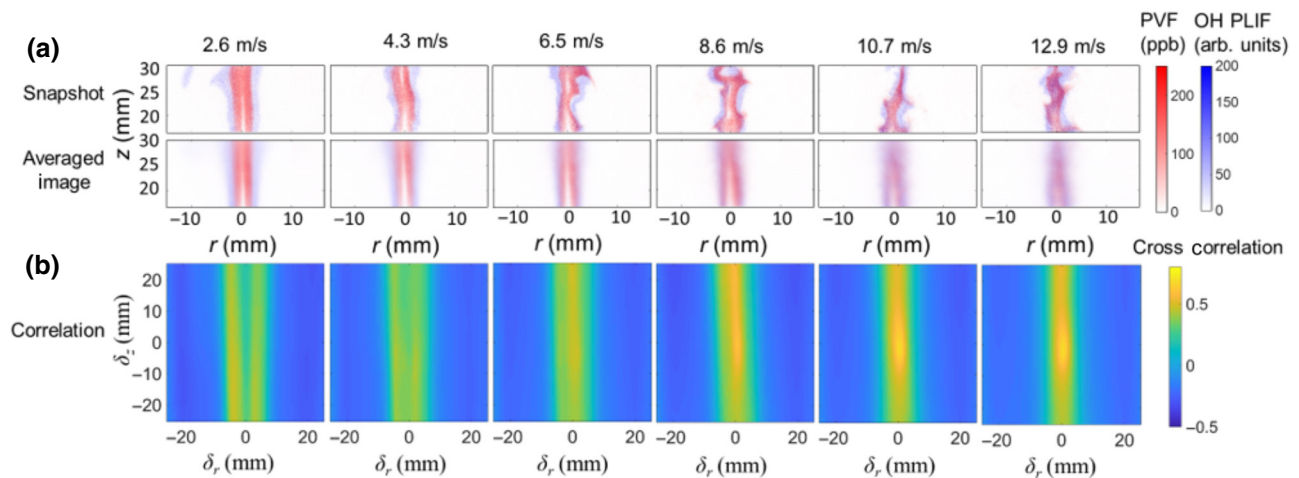 (a)
2.6 m/s 4.3 m/s 6.5 m/s 8.6 m/s 10.7 m/s 12.9 m/s
PVF (ppb) OH PLIF (arb. units)
Snapshot
Averaged image
z (mm)
30
25
20
30
25
20
−10 0 10 −10 0 10 −10 0 10 −10 0 10 −10 0 10 −10 0 10
r (mm) r (mm) r (mm) r (mm) r (mm) r (mm)
200
100
0
200
150
100
50
0
(b)
Cross correlation
Correlation
δz (mm)
20
10
0
−10
−20
−20 0 20 −20 0 20 −20 0 20 −20 0 20 −20 0 20 −20 0 20
δr (mm) δr (mm) δr (mm) δr (mm) δr (mm) δr (mm)
0.5
0
−0.5